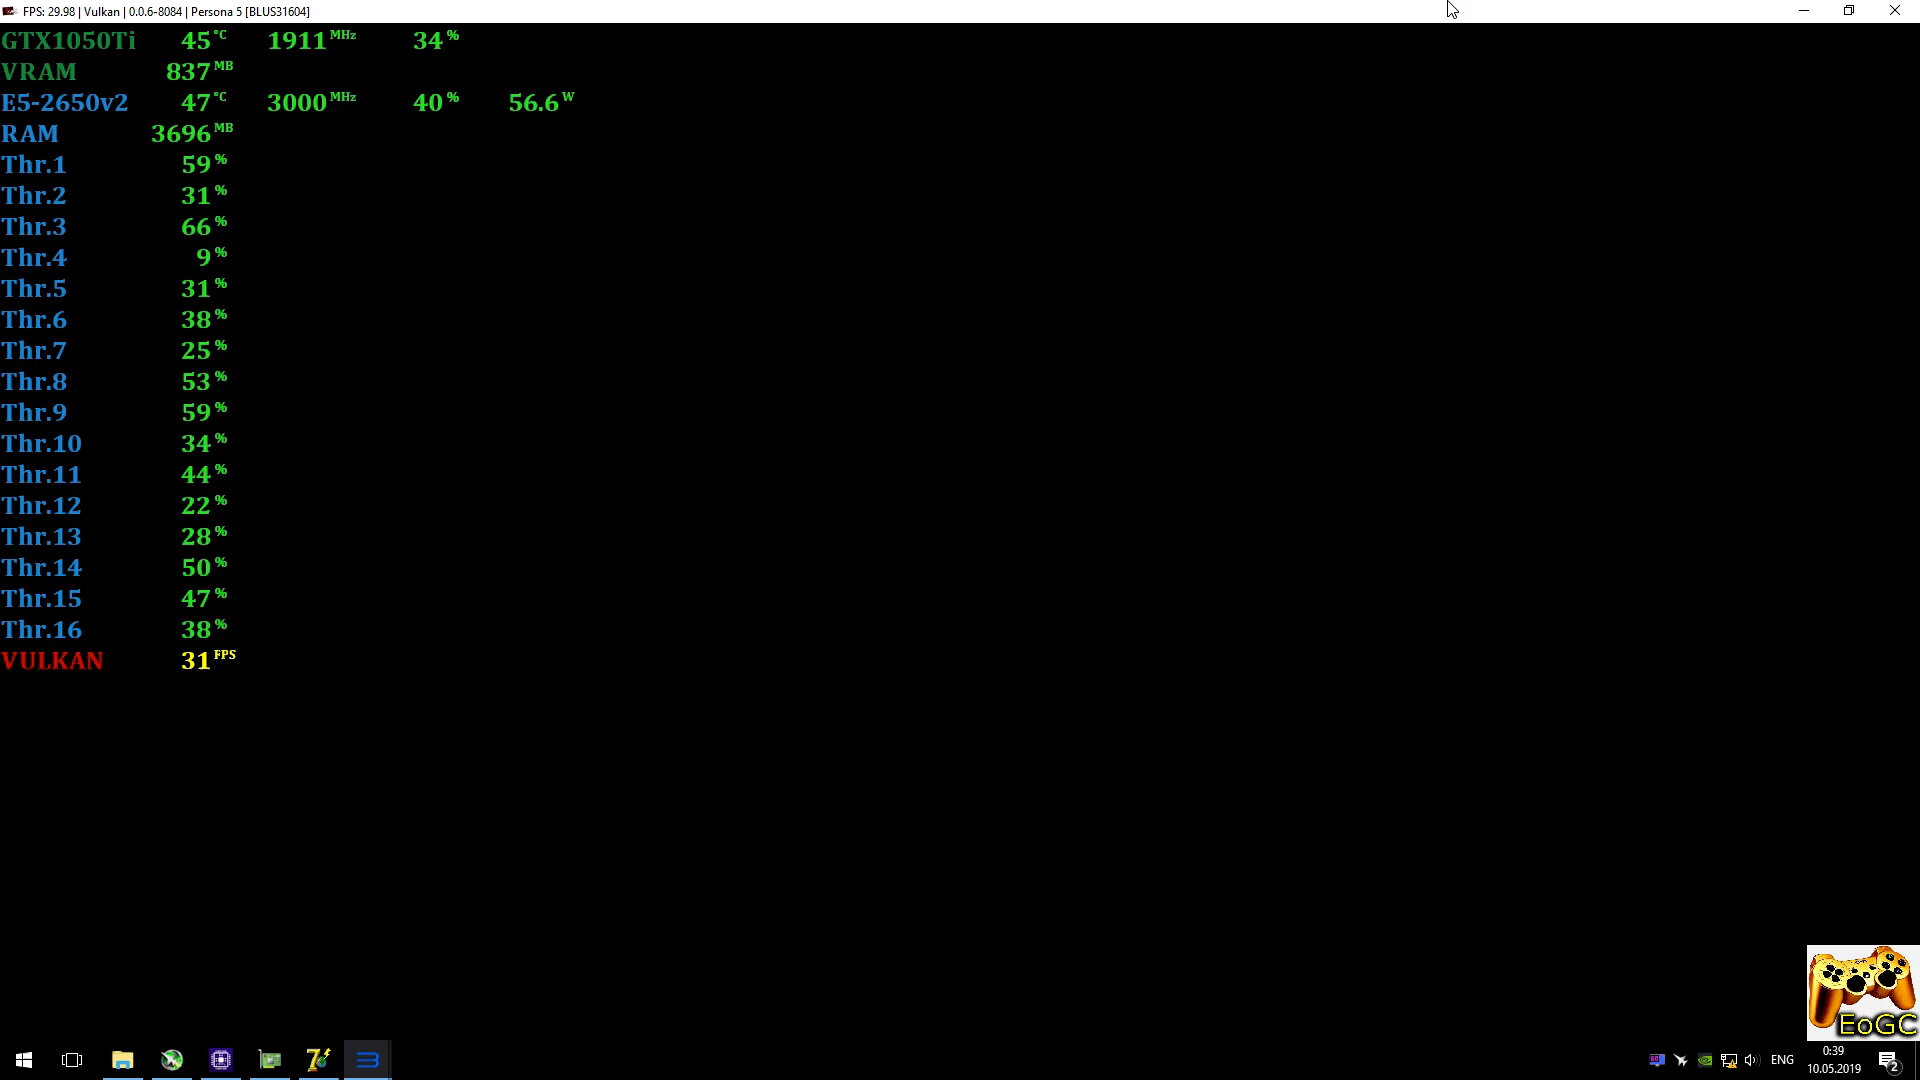 FPS: 29.98 | Vulkan | 0.0.6-8084 | Persona 5 [BLUS31604]
GTX1050Ti 45 °C 1911 MHz 34 %
VRAM 837 MB
E5-2650v2 47 °C 3000 MHz 40 % 56.6 W
RAM 3696 MB
Thr.1 59 %
Thr.2 31 %
Thr.3 66 %
Thr.4 9 %
Thr.5 31 %
Thr.6 38 %
Thr.7 25 %
Thr.8 53 %
Thr.9 59 %
Thr.10 34 %
Thr.11 44 %
Thr.12 22 %
Thr.13 28 %
Thr.14 50 %
Thr.15 47 %
Thr.16 38 %
VULKAN 31 FPS
EoGC
ENG
0:39
10.05.2019
2